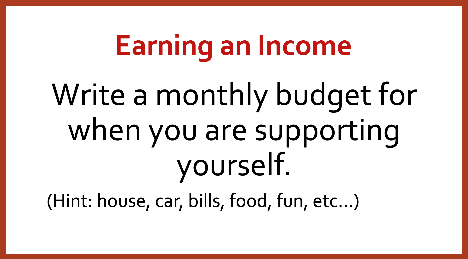 Earning an Income
Write a monthly budget for
when you are supporting
yourself.
(Hint: house, car, bills, food, fun, etc...)